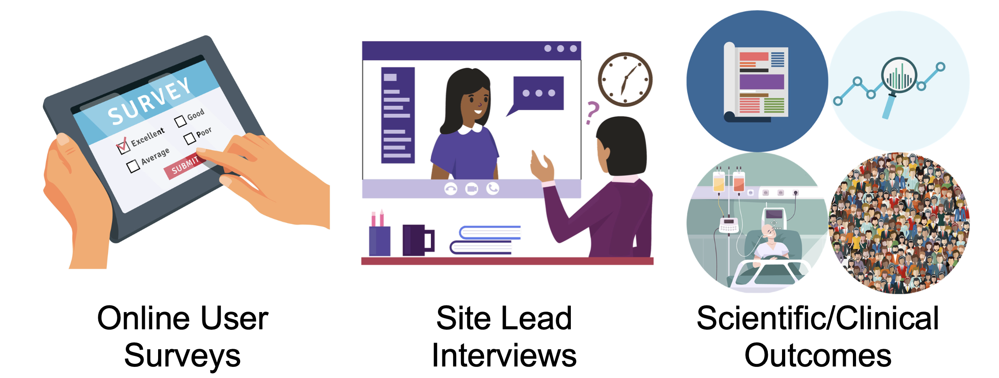 SURVEY
Excellent
Good
Average
Poor
SUBMIT
?
Online User
Surveys
Site Lead
Interviews
Scientific/Clinical
Outcomes